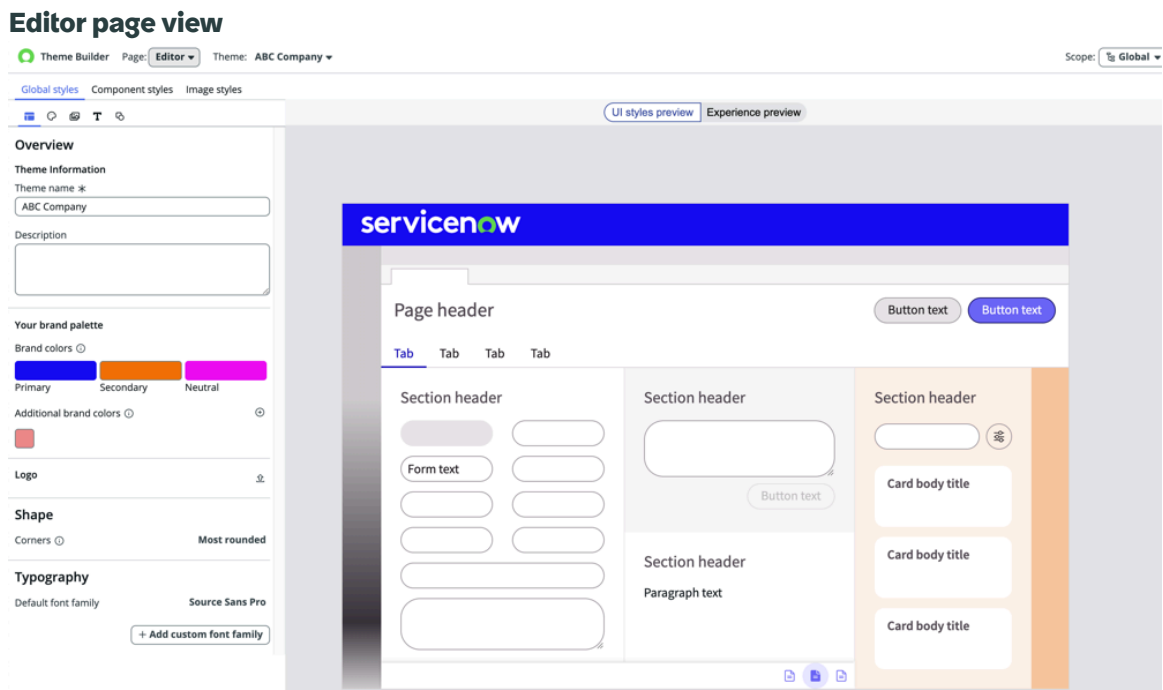 Editor page view
Theme Builder Page: Editor Theme: ABC Company Scope: Global
Global styles Component styles Image styles
UI styles preview Experience preview
Overview
Theme Information
Theme name *
ABC Company
Description
Your brand palette
Brand colors
Primary Secondary Neutral
Additional brand colors
Logo
Shape
Corners Most rounded
Typography
Default font family Source Sans Pro
+ Add custom font family
servicenow
Page header Button text Button text
Tab Tab Tab Tab
Section header
Form text
Section header
Button text
Section header
Paragraph text
Section header
Card body title
Card body title
Card body title